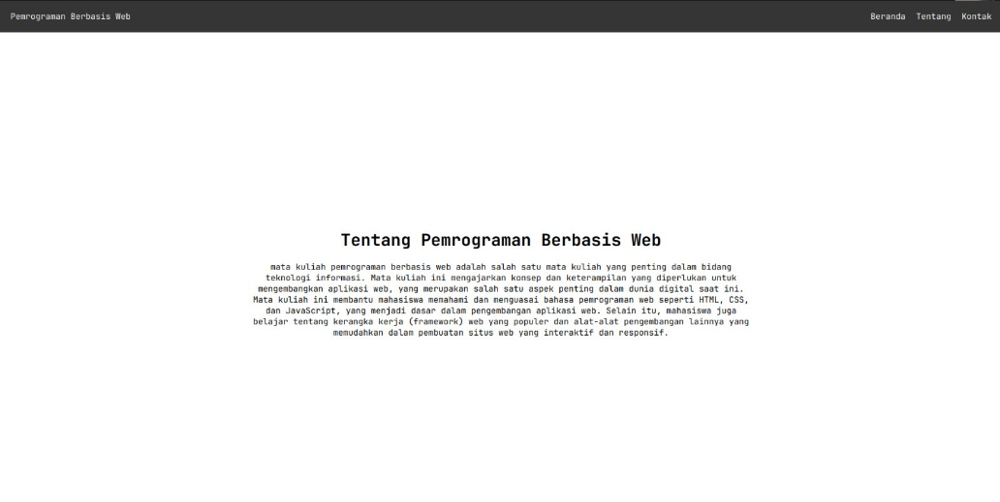 Pemrograman Berbasis Web
Beranda Tentang Kontak
Tentang Pemrograman Berbasis Web
mata kuliah pemrograman berbasis web adalah salah satu mata kuliah yang penting dalam bidang
teknologi informasi. Mata kuliah ini mengajarkan konsep dan keterampilan yang diperlukan untuk
mengembangkan aplikasi web, yang merupakan salah satu aspek penting dalam dunia digital saat ini.
Mata kuliah ini membantu mahasiswa memahami dan menguasai bahasa pemrograman web seperti HTML, CSS,
dan JavaScript, yang menjadi dasar dalam pengembangan aplikasi web. Selain itu, mahasiswa juga
belajar tentang kerangka kerja (framework) web yang populer dan alat-alat pengembangan lainnya yang
memudahkan dalam pembuatan situs web yang interaktif dan responsif.